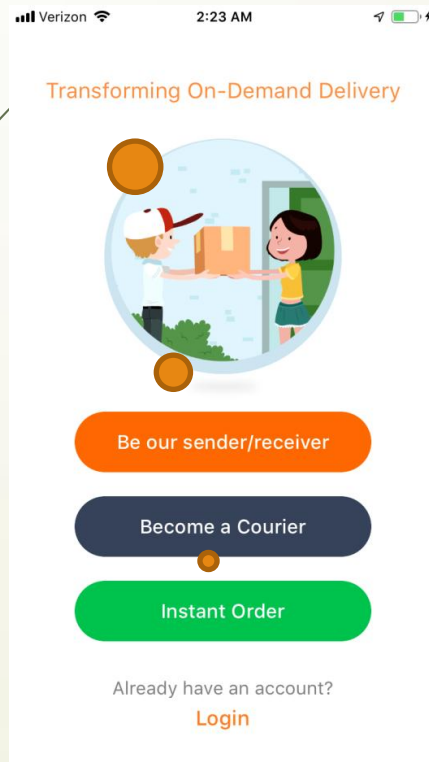 Verizon 2:23 AM
Transforming On-Demand Delivery
Be our sender/receiver
Become a Courier
Instant Order
Already have an account?
Login